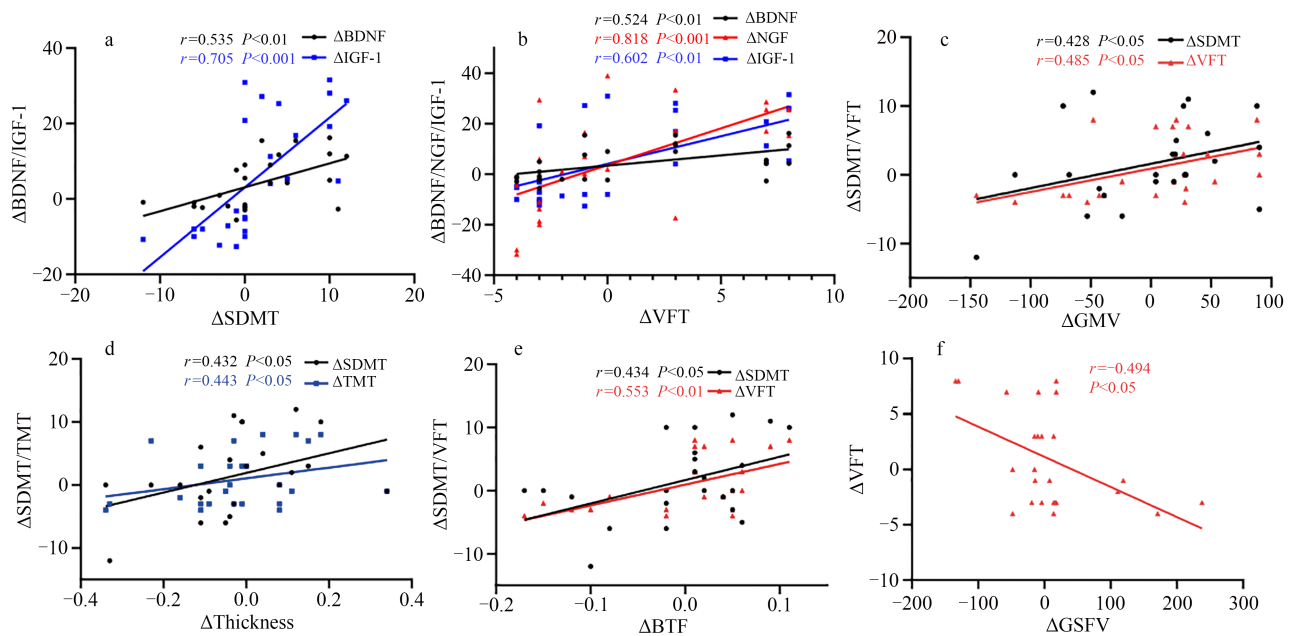 a
r=0.535 P<0.01 ΔBDNF
r=0.705 P<0.001 ΔIGF-1
40
20
0
−20
ΔBDNF/IGF-1
−20 −10 0 10 20
ΔSDMT
b
r=0.524 P<0.01 ΔBDNF
r=0.818 P<0.001 ΔNGF
r=0.602 P<0.01 ΔIGF-1
40
20
0
−20
−40
ΔBDNF/NGF/IGF-1
−5 0 5 10
ΔVFT
c
r=0.428 P<0.05 ΔSDMT
r=0.485 P<0.05 ΔVFT
20
10
0
−10
ΔSDMT/VFT
−200 −150 −100 −50 0 50 100
ΔGMV
d
r=0.432 P<0.05 ΔSDMT
r=0.443 P<0.05 ΔTMT
20
10
0
−10
ΔSDMT/TMT
−0.4 −0.2 0.0 0.2 0.4
ΔThickness
e
r=0.434 P<0.05 ΔSDMT
r=0.553 P<0.01 ΔVFT
20
10
0
−10
ΔSDMT/VFT
−0.2 −0.1 0.0 0.1
ΔBTF
f
r=−0.494
P<0.05
10
5
0
−5
−10
ΔVFT
−200 −100 0 100 200 300
ΔGSFV